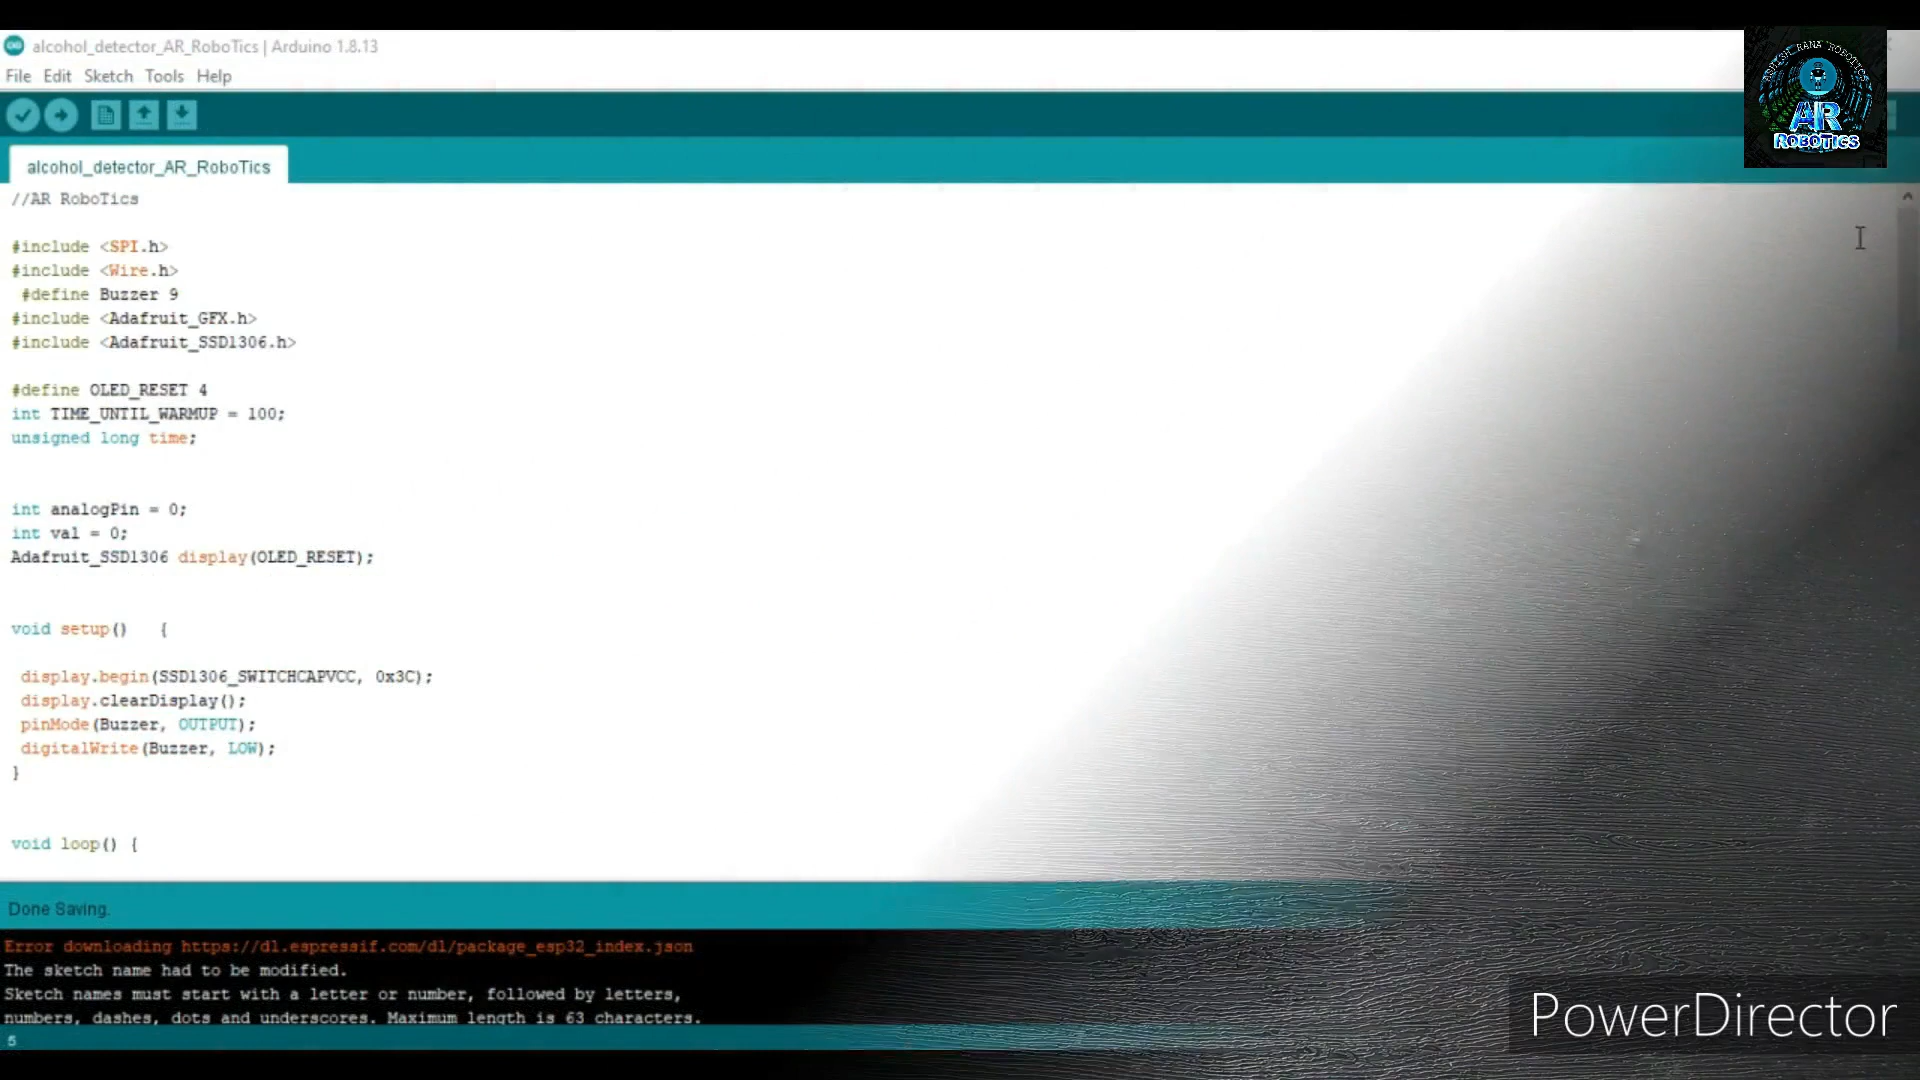 alcohol_detector_AR_RoboTics | Arduino 1.8.13
File Edit Sketch Tools Help
alcohol_detector_AR_RoboTics
//AR RoboTics
#include <SPI.h>
#include <Wire.h>
#define Buzzer 9
#include <Adafruit_GFX.h>
#include <Adafruit_SSD1306.h>
#define OLED_RESET 4
int TIME_UNTIL_WARMUP = 100;
unsigned long time;
int analogPin = 0;
int val = 0;
Adafruit_SSD1306 display(OLED_RESET);
void setup()   {
display.begin(SSD1306_SWITCHCAPVCC, 0x3C);
display.clearDisplay();
pinMode(Buzzer, OUTPUT);
digitalWrite(Buzzer, LOW);
}
void loop() {
Done Saving.
Error downloading https://dl.espressif.com/dl/package_esp32_index.json
The sketch name had to be modified.
Sketch names must start with a letter or number, followed by letters,
numbers, dashes, dots and underscores. Maximum length is 63 characters.
5
RANA ROBOTICS
AR
ROBOTICS
PowerDirector